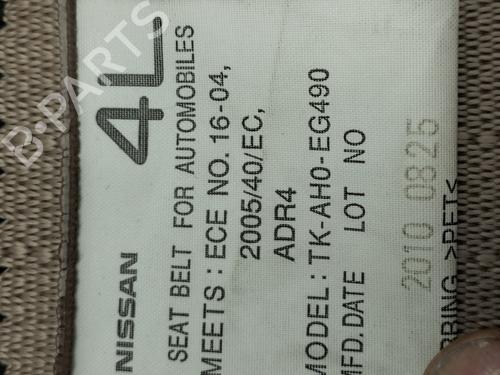 4L
NISSAN
SEAT BELT FOR AUTOMOBILES
MEETS : ECE NO. 16-04,
2005/40/EC,
ADR4
MODEL : TK-AH0-EG490
MFD.DATE LOT NO
2010 0825
>PET<
B-PARTS